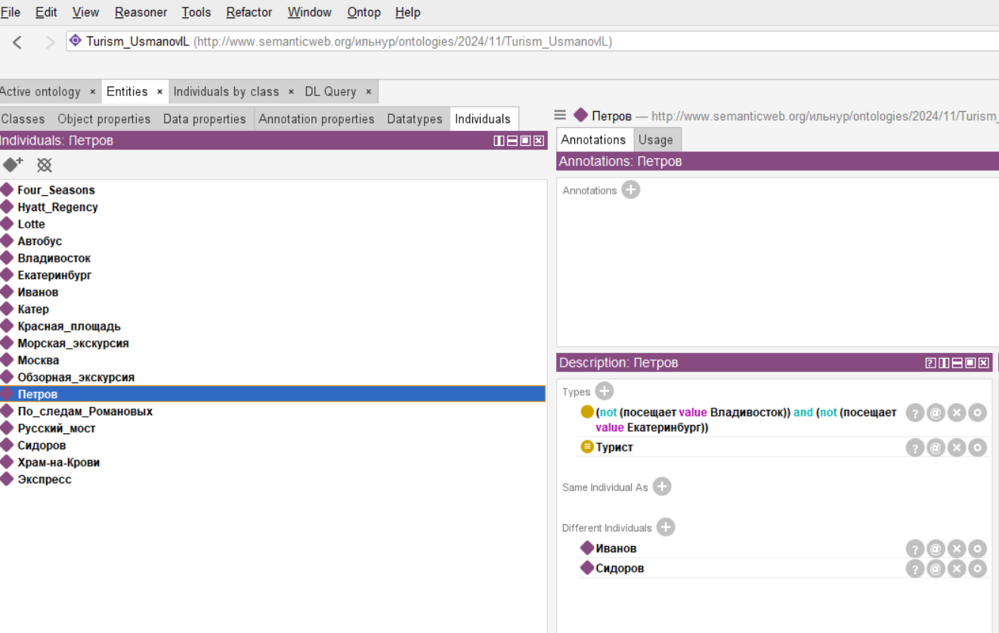 File Edit View Reasoner Tools Refactor Window Ontop Help
Turism_UsmanovIL (http://www.semanticweb.org/ильнур/ontologies/2024/11/Turism_UsmanovIL)
Active ontology × Entities × Individuals by class × DL Query ×
Classes Object properties Data properties Annotation properties Datatypes Individuals
Individuals: Петров
Four_Seasons
Hyatt_Regency
Lotte
Автобус
Владивосток
Екатеринбург
Иванов
Катер
Красная_площадь
Морская_экскурсия
Москва
Обзорная_экскурсия
Петров
По_следам_Романовых
Русский_мост
Сидоров
Храм-на-Крови
Экспресс
Петров — http://www.semanticweb.org/ильнур/ontologies/2024/11/Turism_
Annotations Usage
Annotations: Петров
Annotations
Description: Петров
Types
(not (посещает value Владивосток)) and (not (посещает
value Екатеринбург))
Турист
Same Individual As
Different Individuals
Иванов
Сидоров